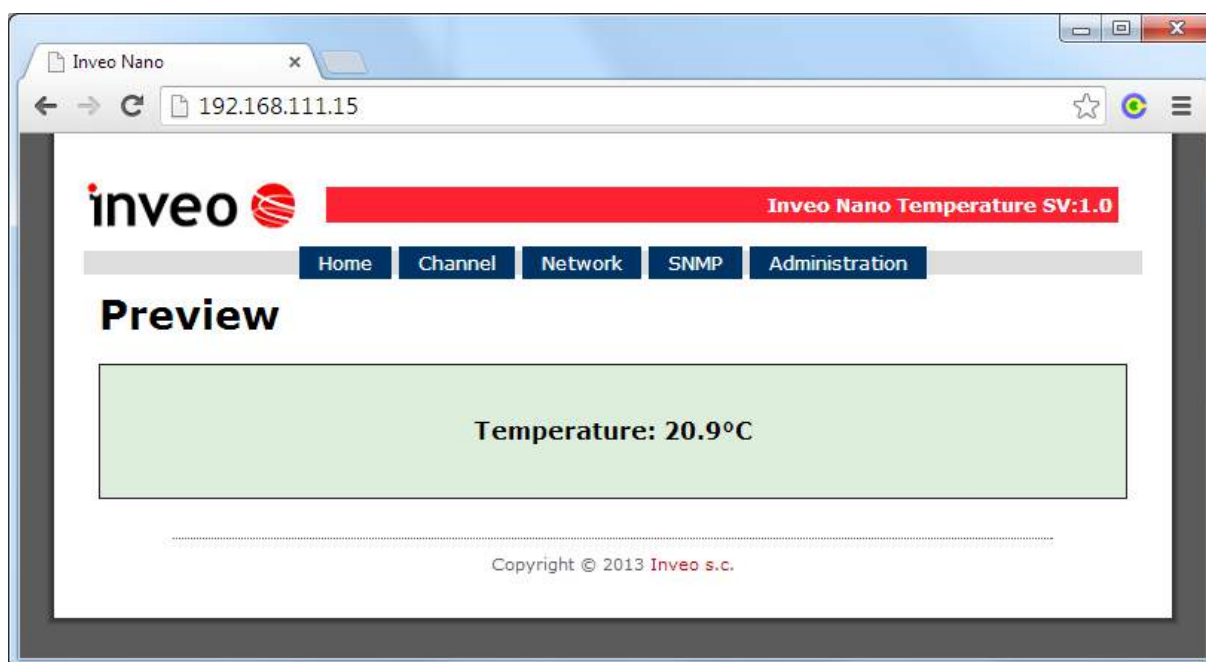 Inveo Nano
192.168.111.15
inveo
Inveo Nano Temperature SV:1.0
Home Channel Network SNMP Administration
Preview
Temperature: 20.9°C
Copyright © 2013 Inveo s.c.